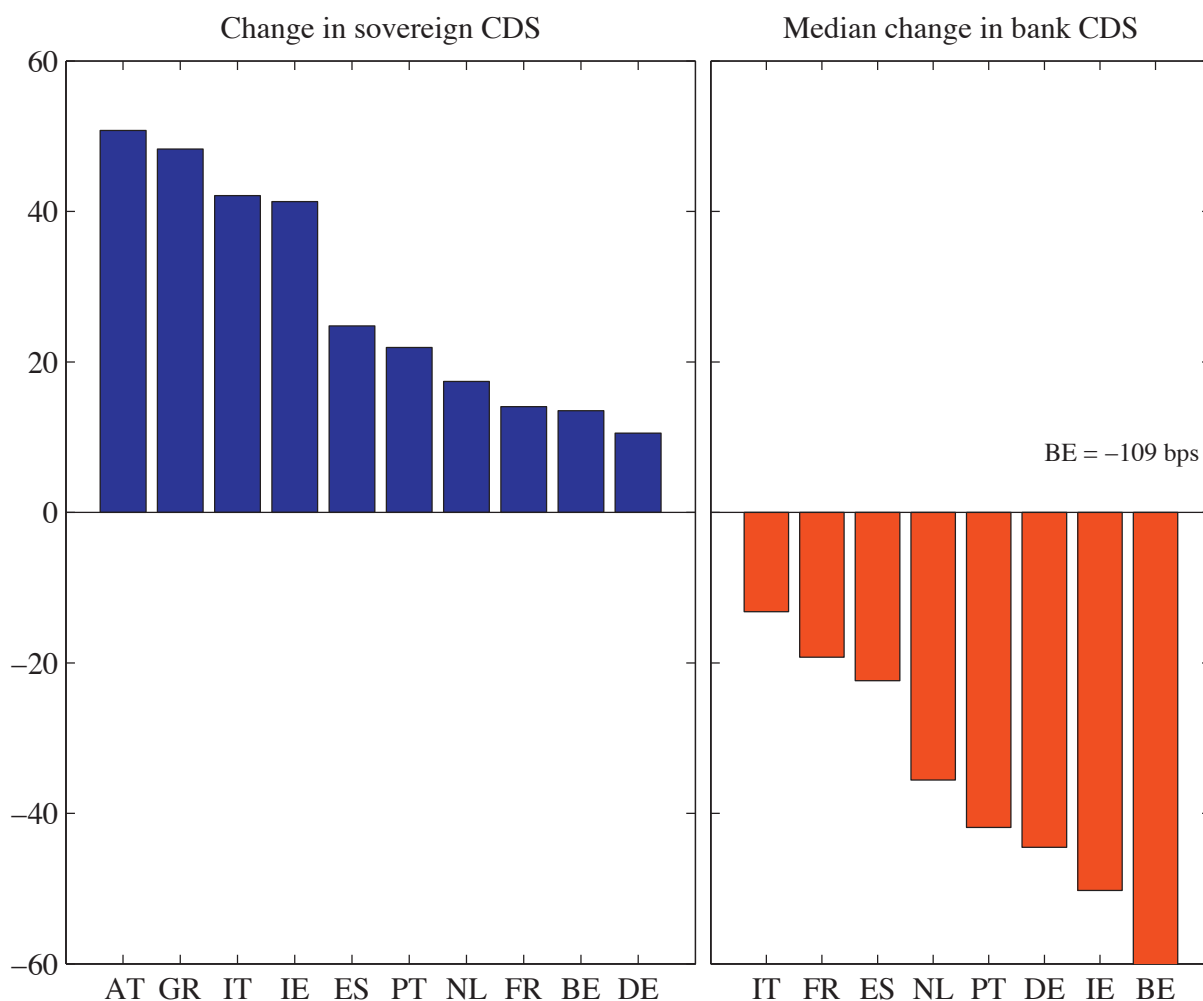 Change in sovereign CDS
Median change in bank CDS
60
40
20
0
–20
–40
–60
BE = –109 bps
AT GR IT IE ES PT NL FR BE DE
IT FR ES NL PT DE IE BE